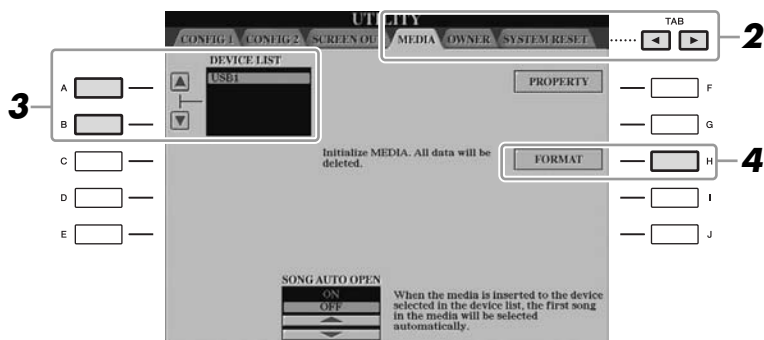 UTILITY
TAB
CONFIG 1 CONFIG 2 SCREEN OU MEDIA OWNER SYSTEM RESET
2
DEVICE LIST
USB1
PROPERTY
A
F
3
B
G
C
Initialize MEDIA. All data will be
deleted.
FORMAT
H
4
D
I
E
J
SONG AUTO OPEN
ON
OFF
When the media is inserted to the device
selected in the device list, the first song
in the media will be selected
automatically.